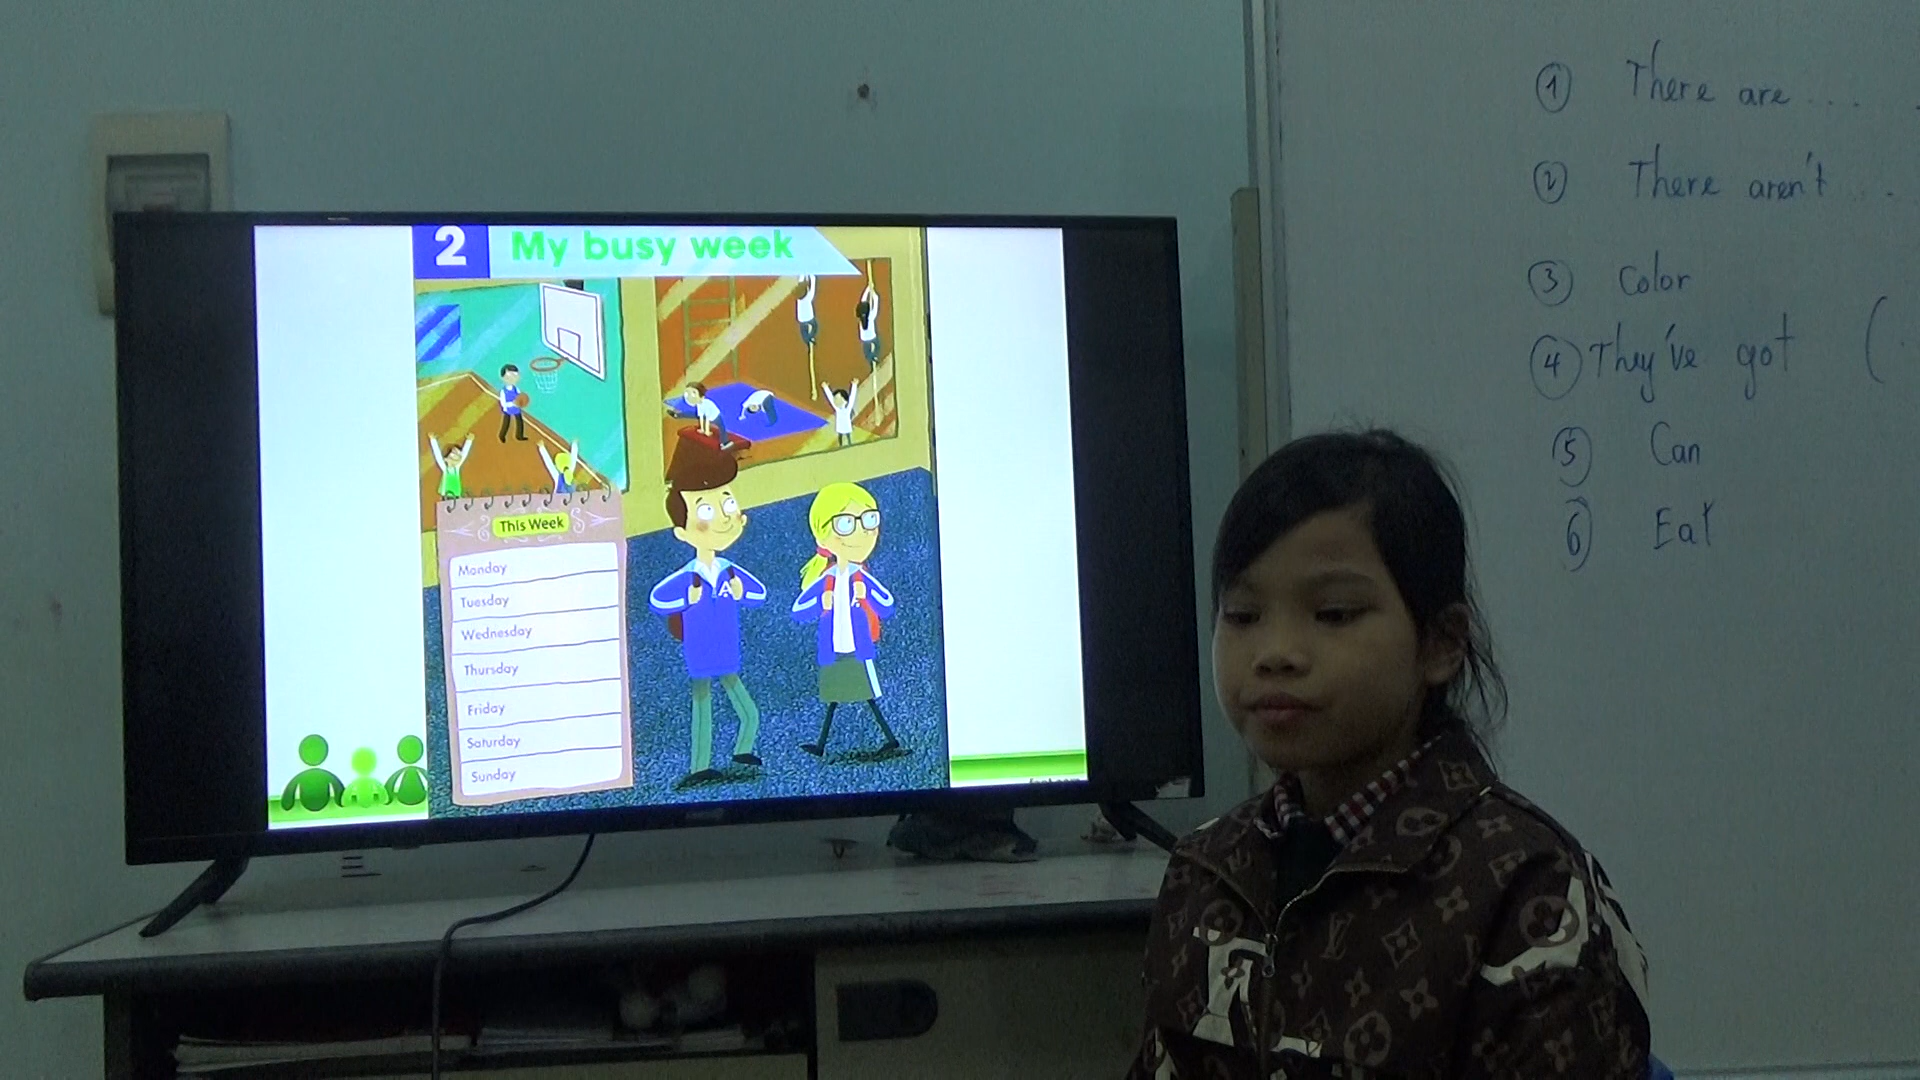 2 My busy week
This Week
Monday
Tuesday
Wednesday
Thursday
Friday
Saturday
Sunday
1 There are ...
2 There aren't ...
3 Color
4 They've got (
5 Can
6 Eat